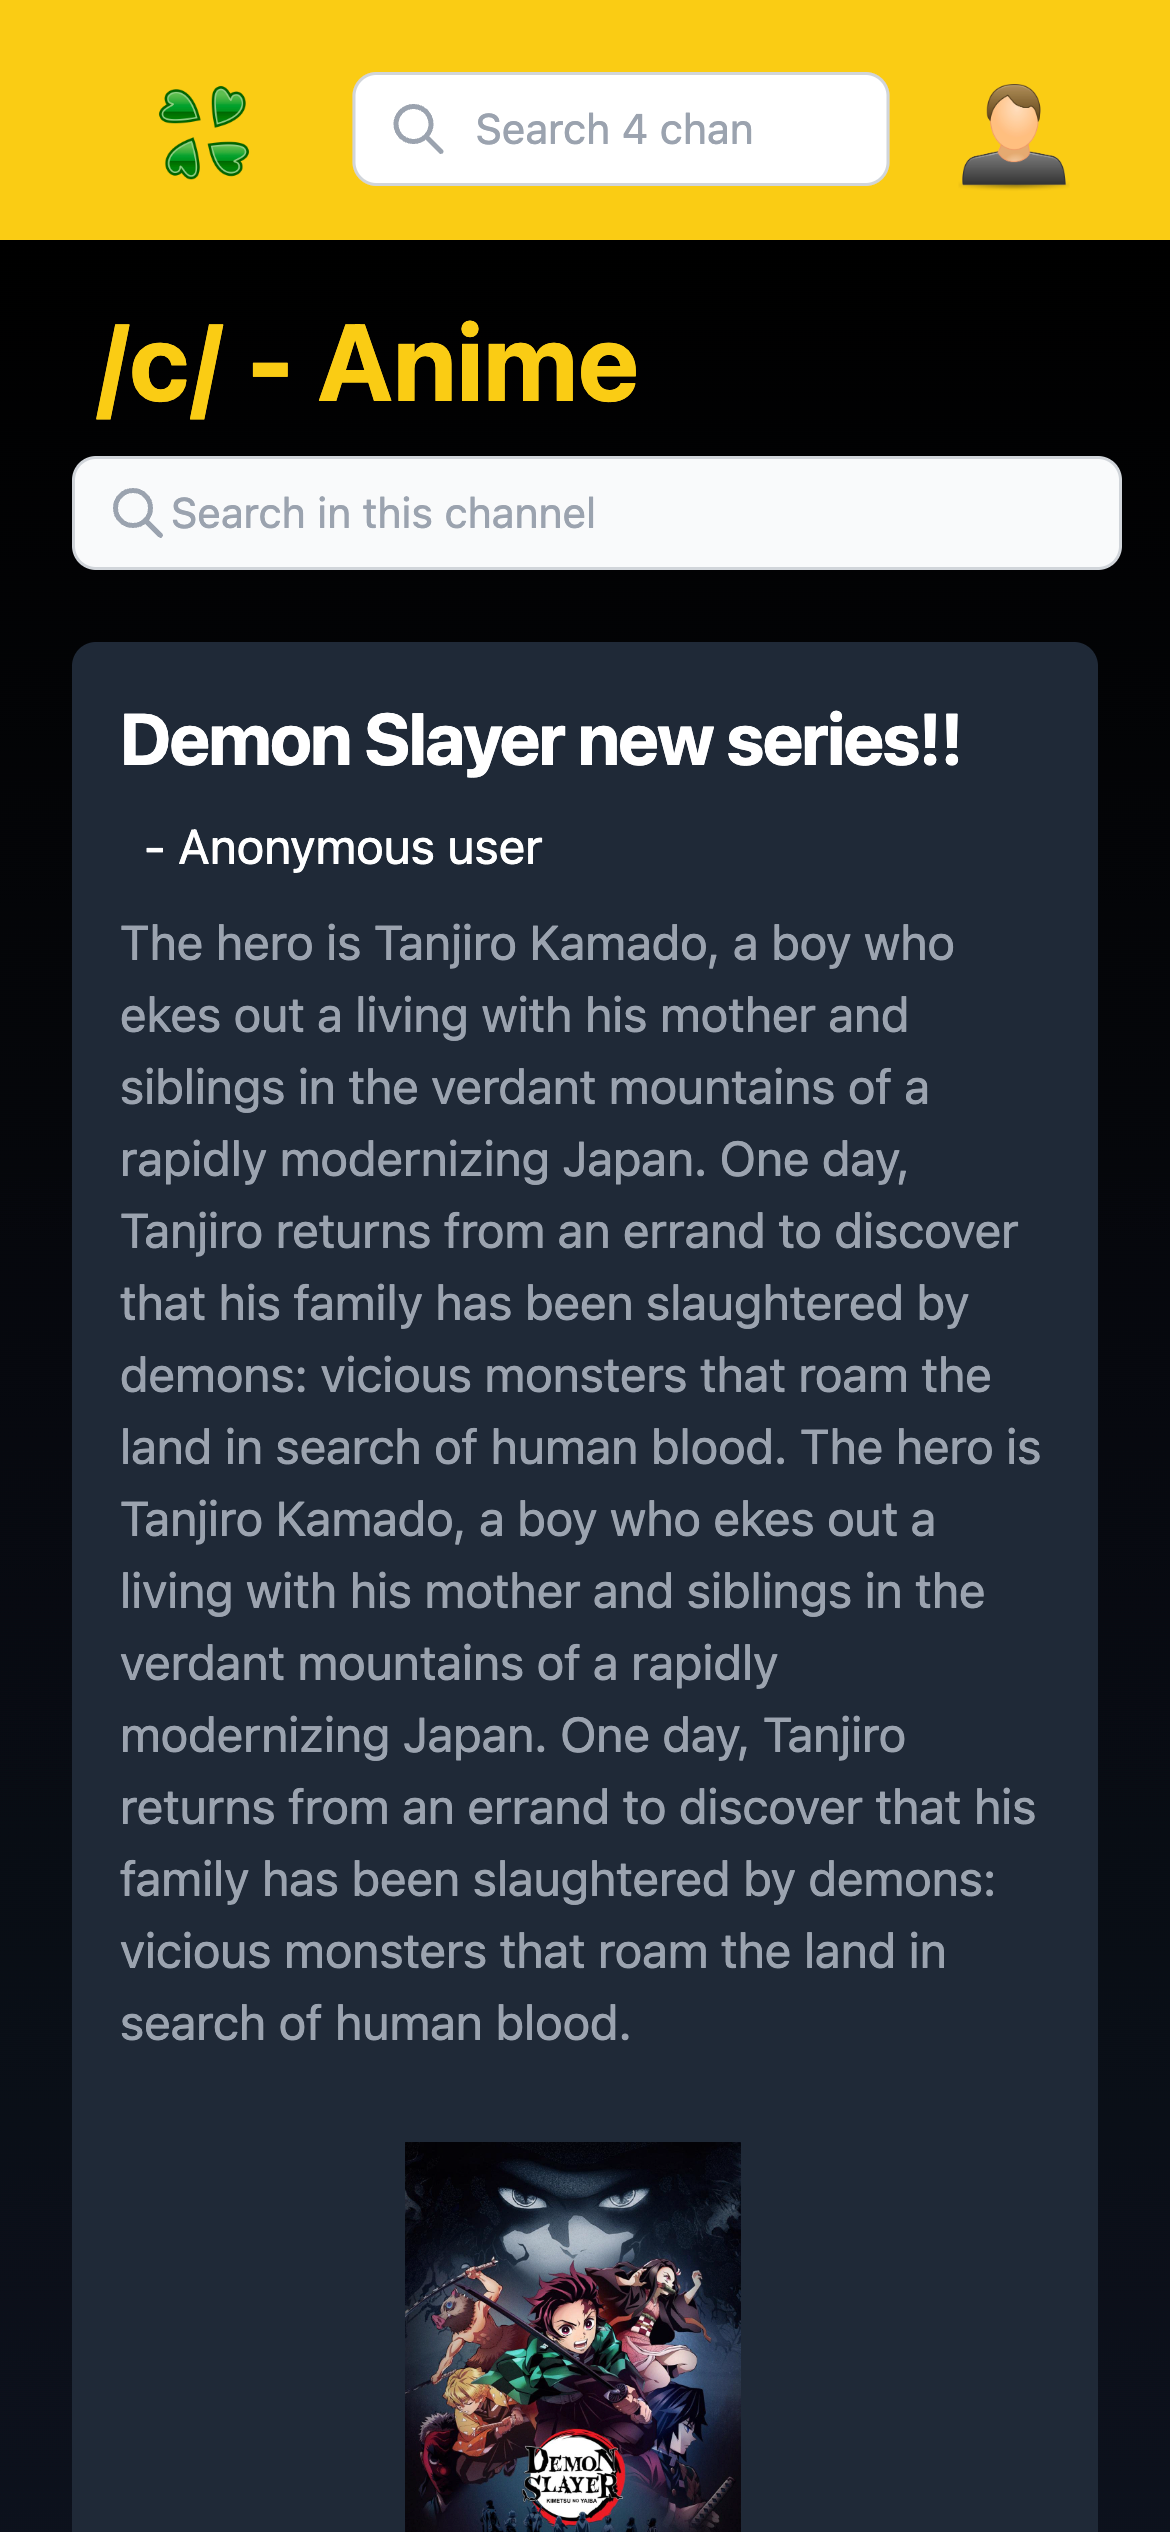 Search 4 chan
/c/ - Anime
Search in this channel
Demon Slayer new series!!
- Anonymous user
The hero is Tanjiro Kamado, a boy who
ekes out a living with his mother and
siblings in the verdant mountains of a
rapidly modernizing Japan. One day,
Tanjiro returns from an errand to discover
that his family has been slaughtered by
demons: vicious monsters that roam the
land in search of human blood. The hero is
Tanjiro Kamado, a boy who ekes out a
living with his mother and siblings in the
verdant mountains of a rapidly
modernizing Japan. One day, Tanjiro
returns from an errand to discover that his
family has been slaughtered by demons:
vicious monsters that roam the land in
search of human blood.
DEMON
SLAYER
KIMETSU NO YAIBA